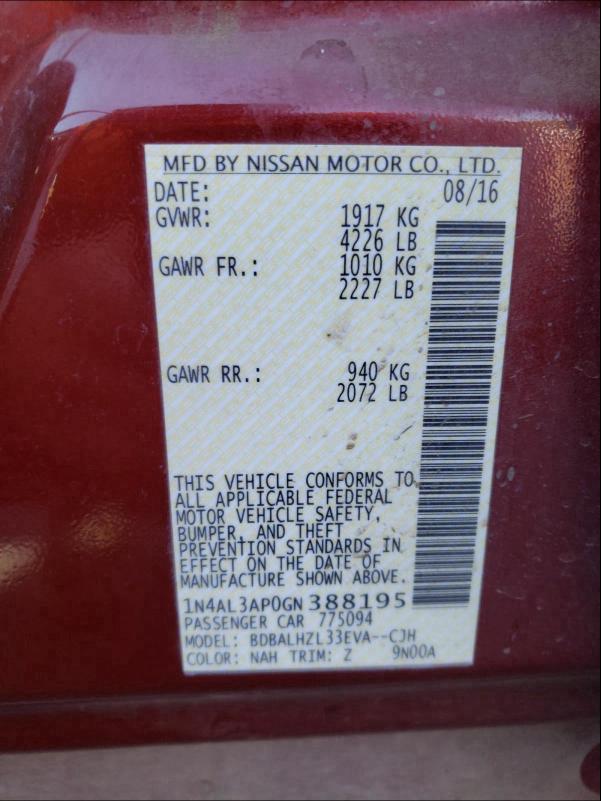 MFD BY NISSAN MOTOR CO., LTD.
DATE: 08/16
GVWR: 1917 KG
4226 LB
GAWR FR.: 1010 KG
2227 LB
GAWR RR.: 940 KG
2072 LB
THIS VEHICLE CONFORMS TO
ALL APPLICABLE FEDERAL
MOTOR VEHICLE SAFETY,
BUMPER, AND THEFT
PREVENTION STANDARDS IN
EFFECT ON THE DATE OF
MANUFACTURE SHOWN ABOVE.
1N4AL3AP0GN388195
PASSENGER CAR 775094
MODEL: BDBALHZL33EVA--CJH
COLOR: NAH TRIM: Z 9N00A